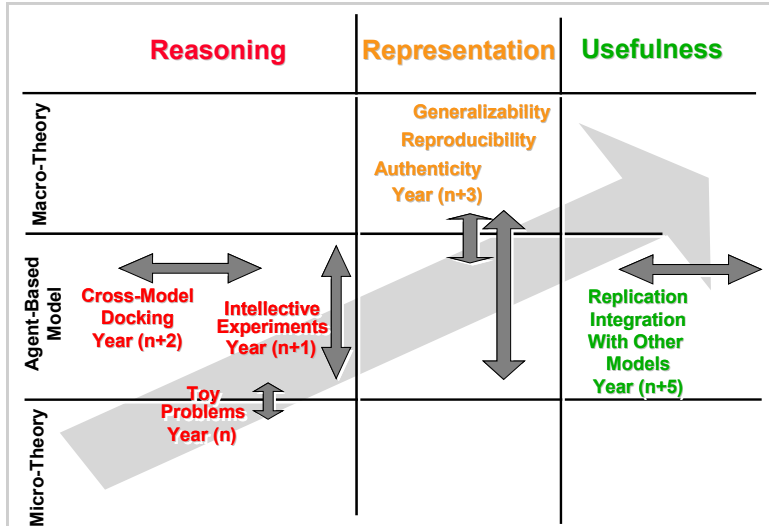 Reasoning
Representation
Usefulness
Macro-Theory
Generalizability
Reproducibility
Authenticity
Year (n+3)
Agent-Based
Model
Cross-Model
Docking
Year (n+2)
Intellective
Experiments
Year (n+1)
Replication
Integration
With Other
Models
Year (n+5)
Micro-Theory
Toy
Problems
Year (n)